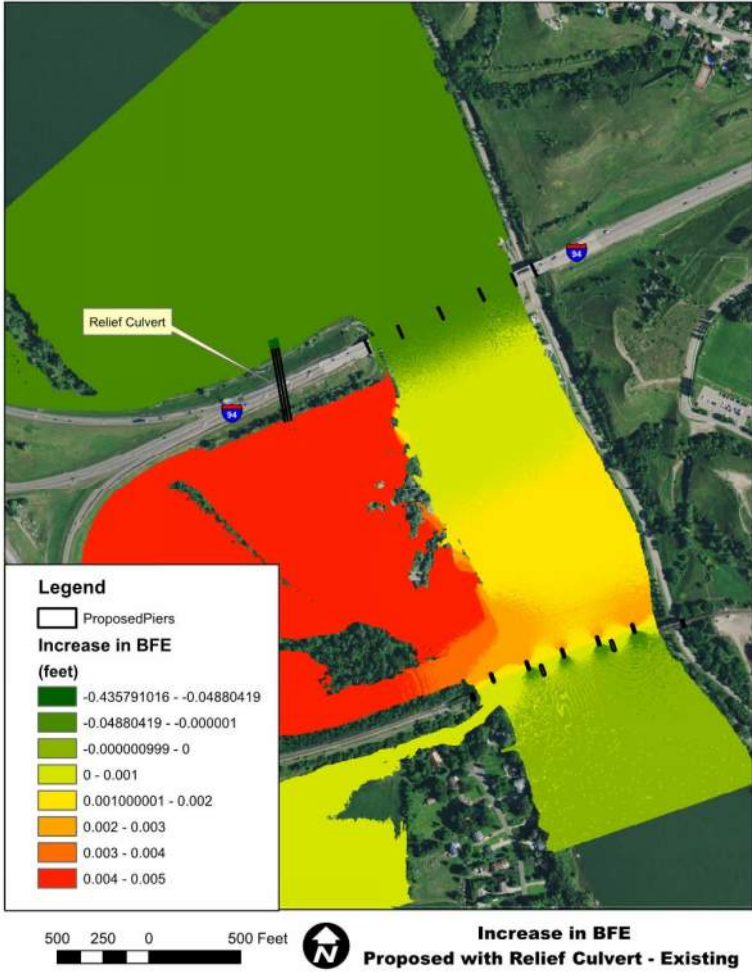 94
Relief Culvert
94
Legend
ProposedPiers
Increase in BFE
(feet)
-0.435791016 - -0.04880419
-0.04880419 - -0.000001
-0.000000999 - 0
0 - 0.001
0.001000001 - 0.002
0.002 - 0.003
0.003 - 0.004
0.004 - 0.005
500 250 0 500 Feet
N
Increase in BFE
Proposed with Relief Culvert - Existing